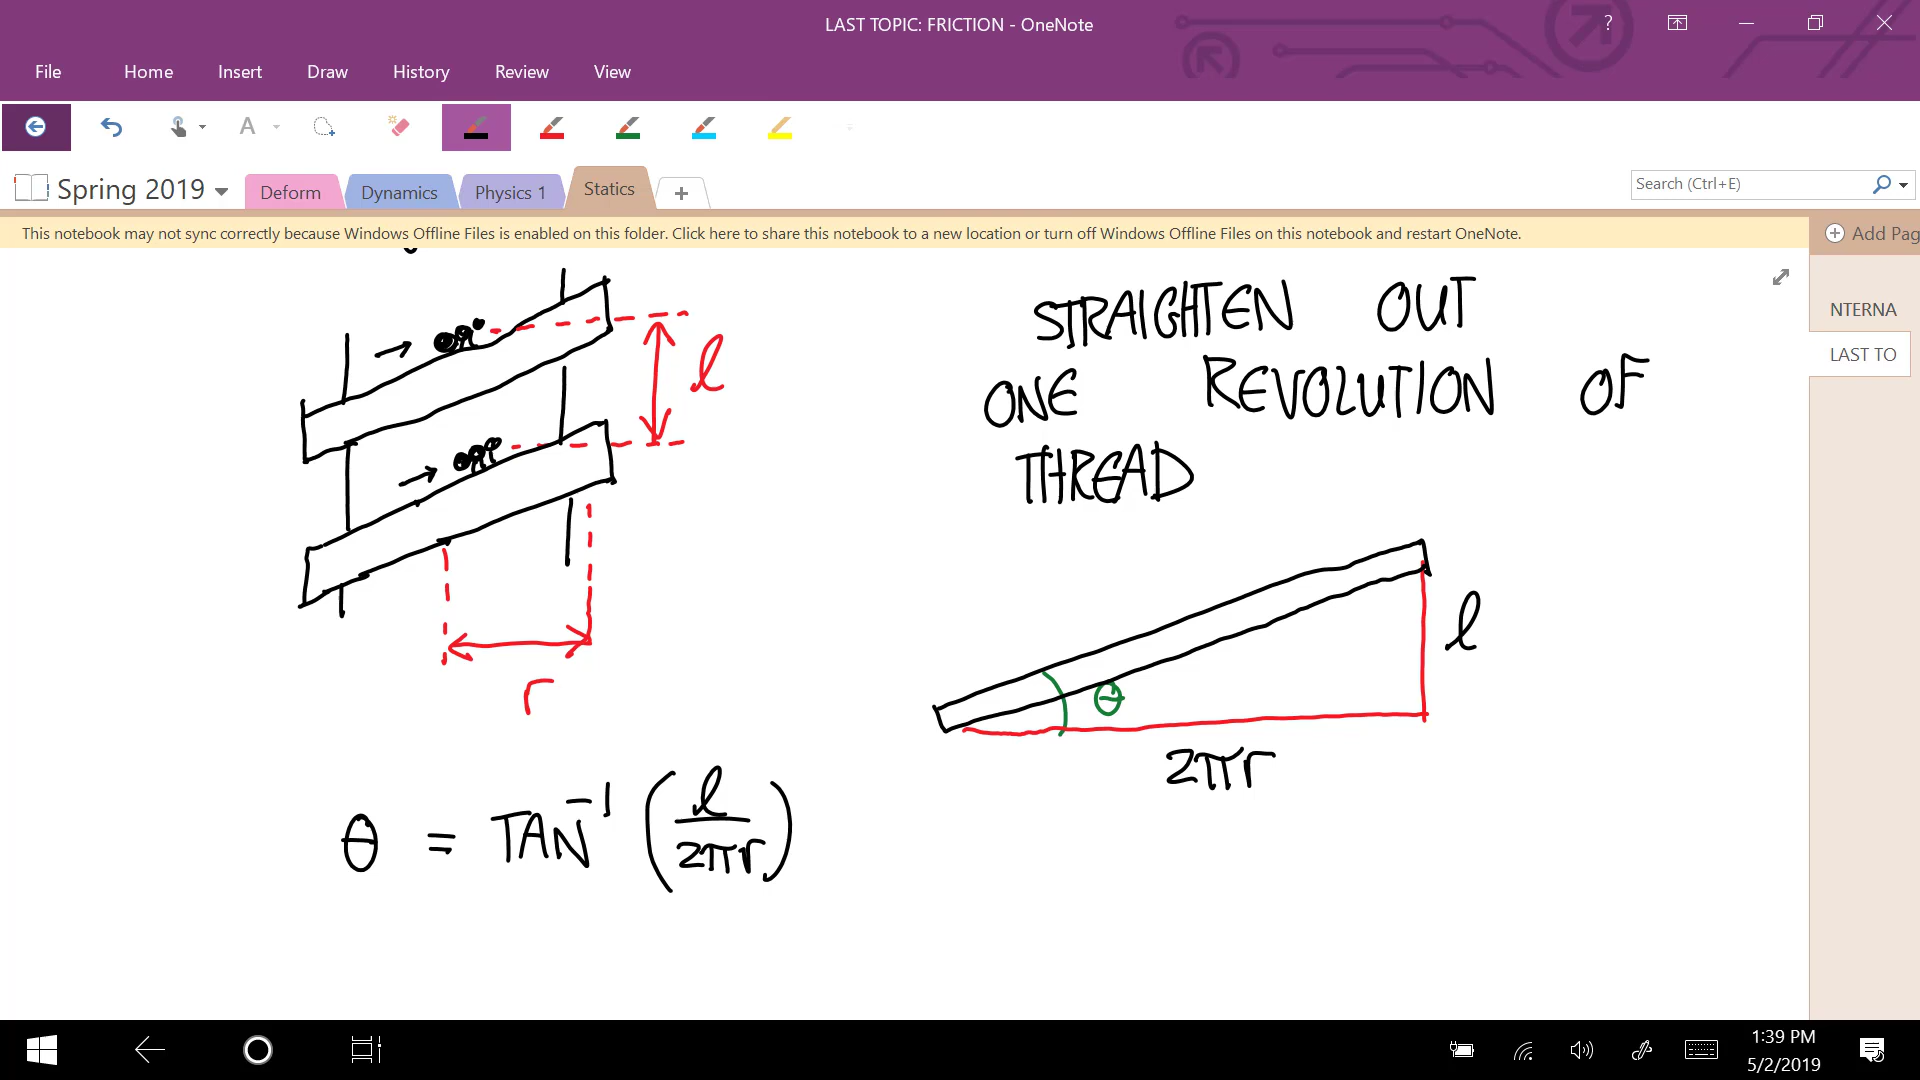 LAST TOPIC: FRICTION - OneNote
?
File Home Insert Draw History Review View
A
Spring 2019 Deform Dynamics Physics 1 Statics +
Search (Ctrl+E)
This notebook may not sync correctly because Windows Offline Files is enabled on this folder. Click here to share this notebook to a new location or turn off Windows Offline Files on this notebook and restart OneNote.
Add Pag
NTERNA
LAST TO
STRAIGHTEN OUT
ONE REVOLUTION OF
THREAD
l
r
θ
l
2πr
θ = TAN⁻¹ (l/2πr)
1:39 PM
5/2/2019